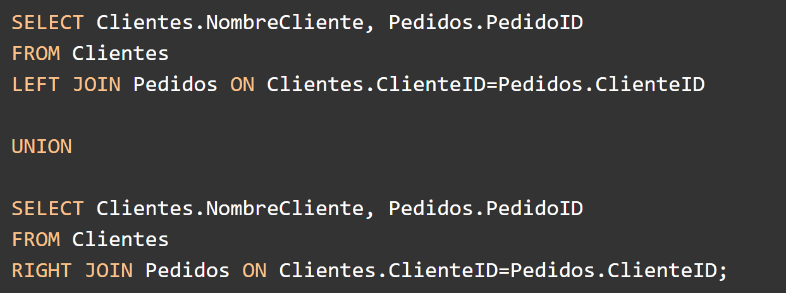 SELECT Clientes.NombreCliente, Pedidos.PedidoID
FROM Clientes
LEFT JOIN Pedidos ON Clientes.ClienteID=Pedidos.ClienteID
UNION
SELECT Clientes.NombreCliente, Pedidos.PedidoID
FROM Clientes
RIGHT JOIN Pedidos ON Clientes.ClienteID=Pedidos.ClienteID;